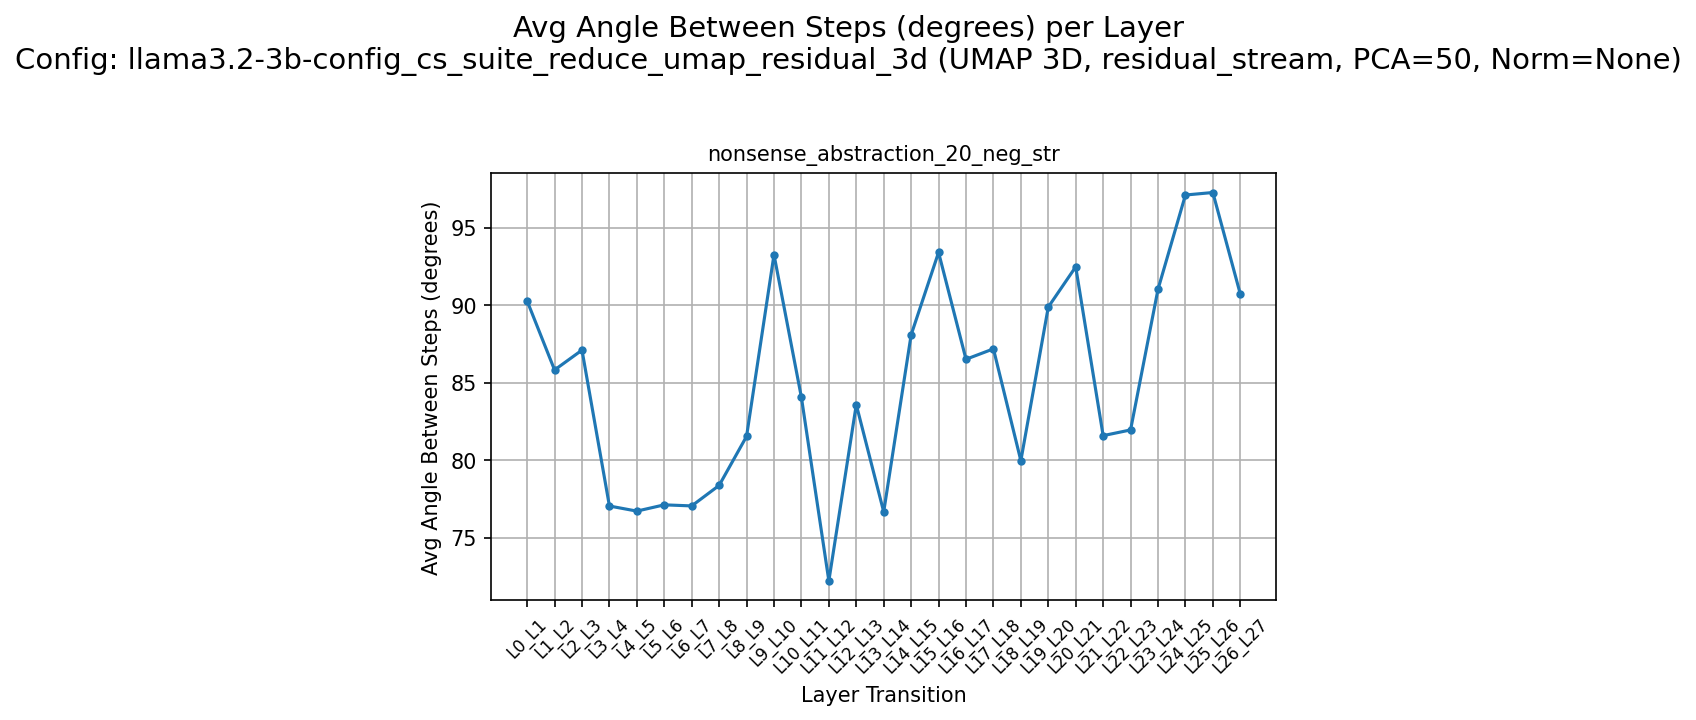 Avg Angle Between Steps (degrees) per Layer
Config: llama3.2-3b-config_cs_suite_reduce_umap_residual_3d (UMAP 3D, residual_stream, PCA=50, Norm=None)
nonsense_abstraction_20_neg_str
Avg Angle Between Steps (degrees)
95
90
85
80
75
L0_L1
L1_L2
L2_L3
L3_L4
L4_L5
L5_L6
L6_L7
L7_L8
L8_L9
L9_L10
L10_L11
L11_L12
L12_L13
L13_L14
L14_L15
L15_L16
L16_L17
L17_L18
L18_L19
L19_L20
L20_L21
L21_L22
L22_L23
L23_L24
L24_L25
L25_L26
L26_L27
Layer Transition